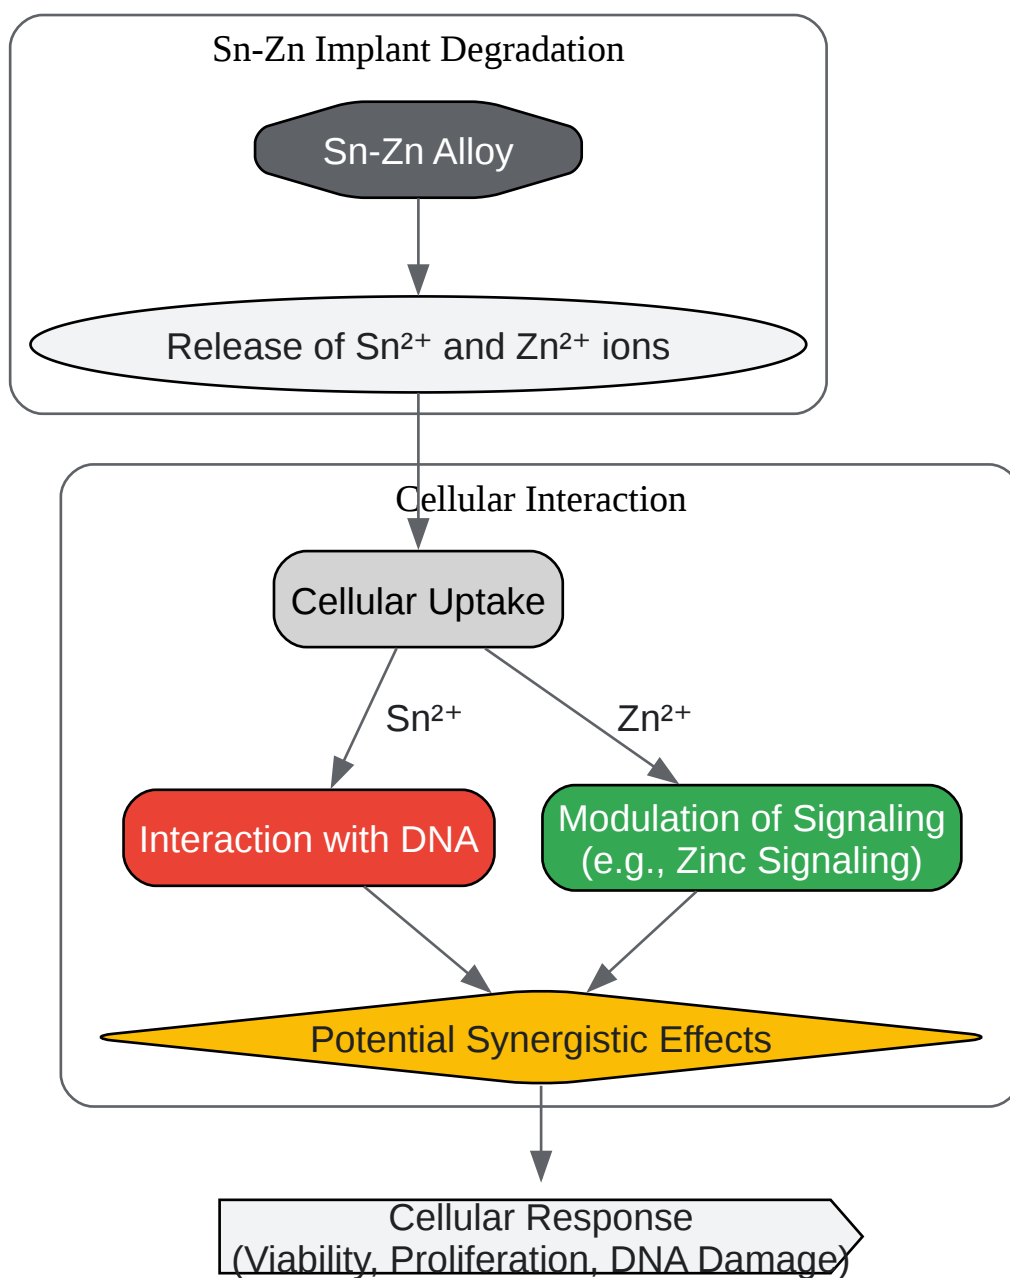 Sn-Zn Implant Degradation
Sn-Zn Alloy
Release of Sn²⁺ and Zn²⁺ ions
Cellular Interaction
Cellular Uptake
Sn²⁺
Zn²⁺
Interaction with DNA
Modulation of Signaling
(e.g., Zinc Signaling)
Potential Synergistic Effects
Cellular Response
(Viability, Proliferation, DNA Damage)